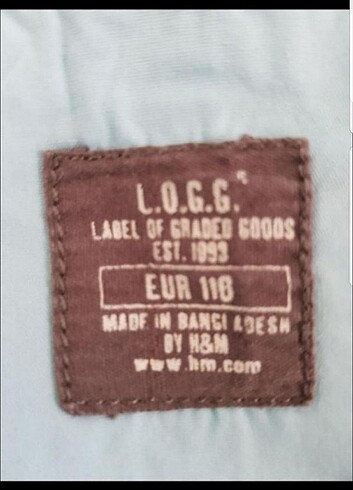 L.O.G.G.
LABEL OF GRADED GOODS
EST. 1993
EUR 116
MADE IN BANGLADESH
BY H&M
www.hm.com